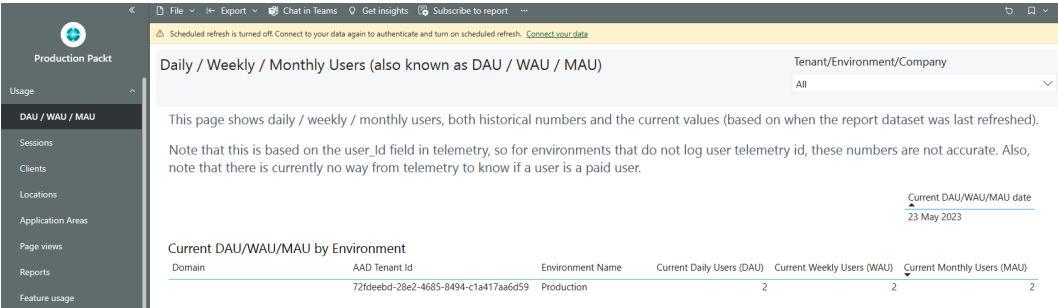 File Export Chat in Teams Get insights Subscribe to report ...
Scheduled refresh is turned off. Connect to your data again to authenticate and turn on scheduled refresh. Connect your data
Production Packt
Usage
DAU / WAU / MAU
Sessions
Clients
Locations
Application Areas
Page views
Reports
Feature usage
Daily / Weekly / Monthly Users (also known as DAU / WAU / MAU)
Tenant/Environment/Company
All
This page shows daily / weekly / monthly users, both historical numbers and the current values (based on when the report dataset was last refreshed).
Note that this is based on the user_Id field in telemetry, so for environments that do not log user telemetry id, these numbers are not accurate. Also,
note that there is currently no way from telemetry to know if a user is a paid user.
Current DAU/WAU/MAU date
23 May 2023
Current DAU/WAU/MAU by Environment
Domain AAD Tenant Id Environment Name Current Daily Users (DAU) Current Weekly Users (WAU) Current Monthly Users (MAU)
72fdeebd-28e2-4685-8494-c1a417aa6d59 Production 2 2 2